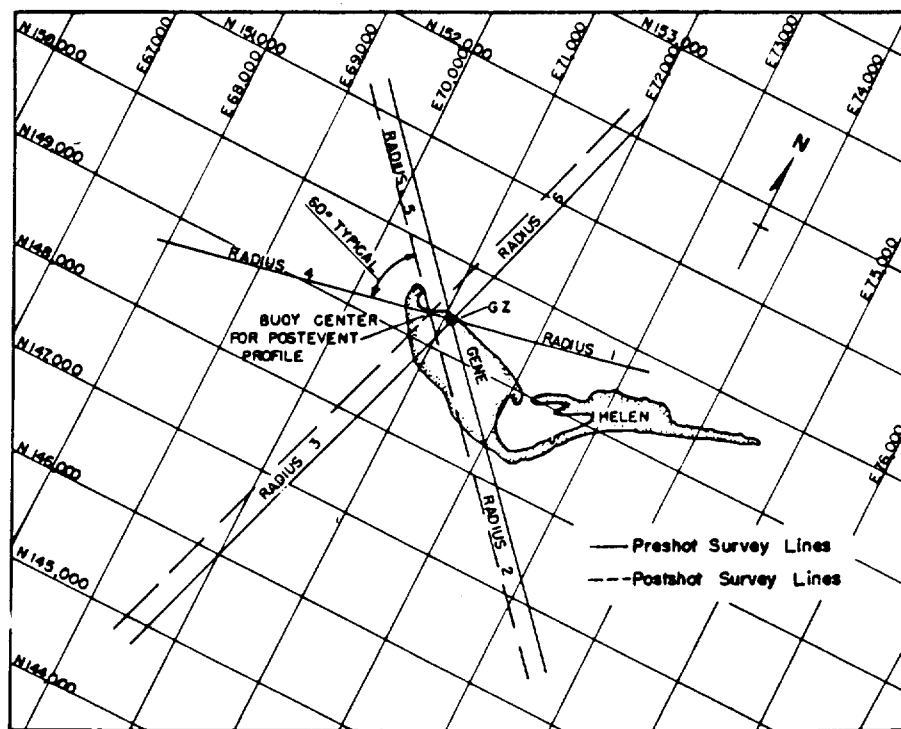 N 150,000
E 67,000
N 151,000
E 68,000
E 69,000
N 152,000
E 70,000
E 71,000
N 153,000
E 72,000
E 73,000
E 74,000
N 149,000
N 148,000
N 147,000
N 146,000
N 145,000
N 144,000
E 75,000
E 76,000
N
RADIUS 5
RADIUS 6
60° TYPICAL
RADIUS 4
BUOY CENTER
FOR POSTEVENT
PROFILE
GZ
GENE
RADIUS 1
HELEN
RADIUS 3
RADIUS 2
Preshot Survey Lines
Postshot Survey Lines